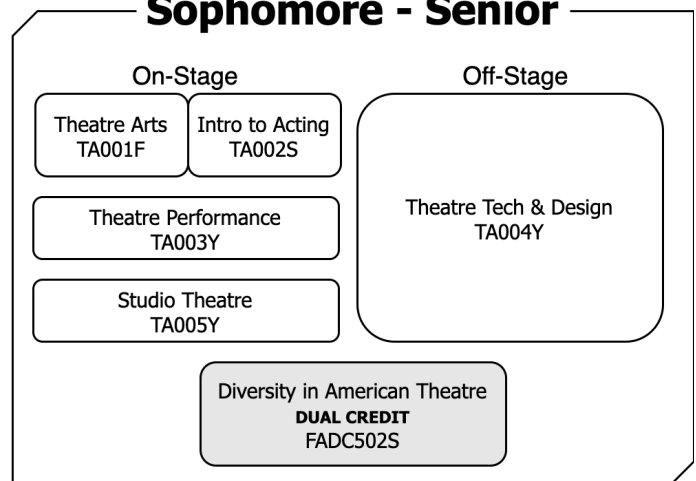 Sophomore - Senior
On-Stage
Off-Stage
Theatre Arts
TA001F
Intro to Acting
TA002S
Theatre Performance
TA003Y
Studio Theatre
TA005Y
Theatre Tech & Design
TA004Y
Diversity in American Theatre
DUAL CREDIT
FADC502S